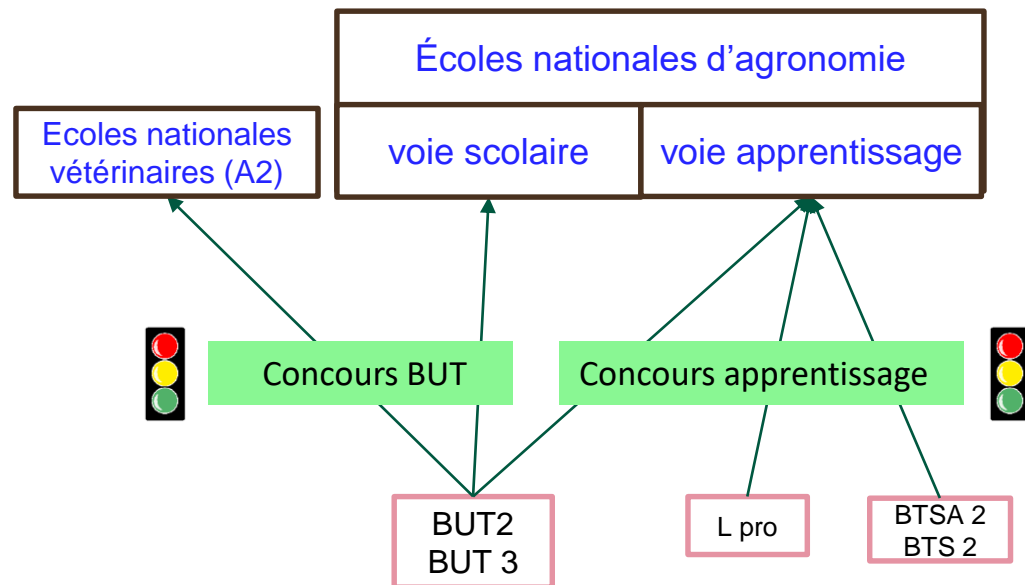 Écoles nationales d’agronomie
Ecoles nationales
vétérinaires (A2)
voie scolaire
voie apprentissage
Concours BUT
Concours apprentissage
BUT2
BUT 3
L pro
BTSA 2
BTS 2